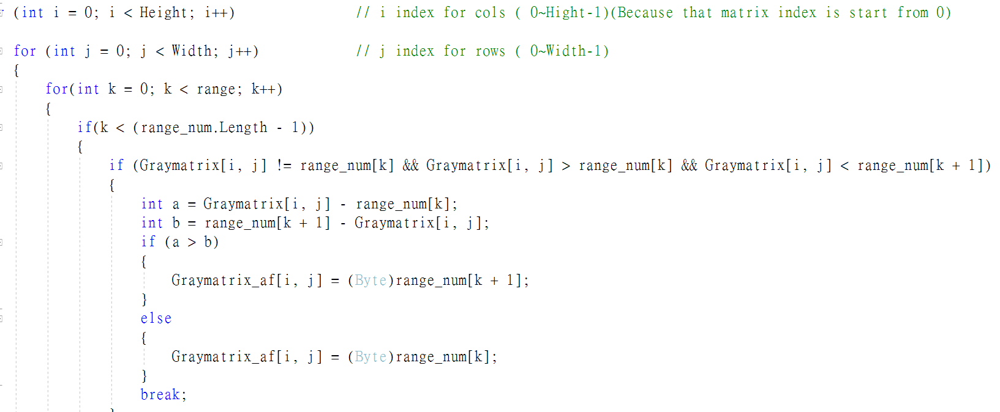 (int i = 0; i < Height; i++) // i index for cols ( 0~Hight-1)(Because that matrix index is start from 0)
for (int j = 0; j < Width; j++) // j index for rows ( 0~Width-1)
{
for(int k = 0; k < range; k++)
{
if(k < (range_num.Length - 1))
{
if (Graymatrix[i, j] != range_num[k] && Graymatrix[i, j] > range_num[k] && Graymatrix[i, j] < range_num[k + 1])
{
int a = Graymatrix[i, j] - range_num[k];
int b = range_num[k + 1] - Graymatrix[i, j];
if (a > b)
{
Graymatrix_af[i, j] = (Byte)range_num[k + 1];
}
else
{
Graymatrix_af[i, j] = (Byte)range_num[k];
}
break;